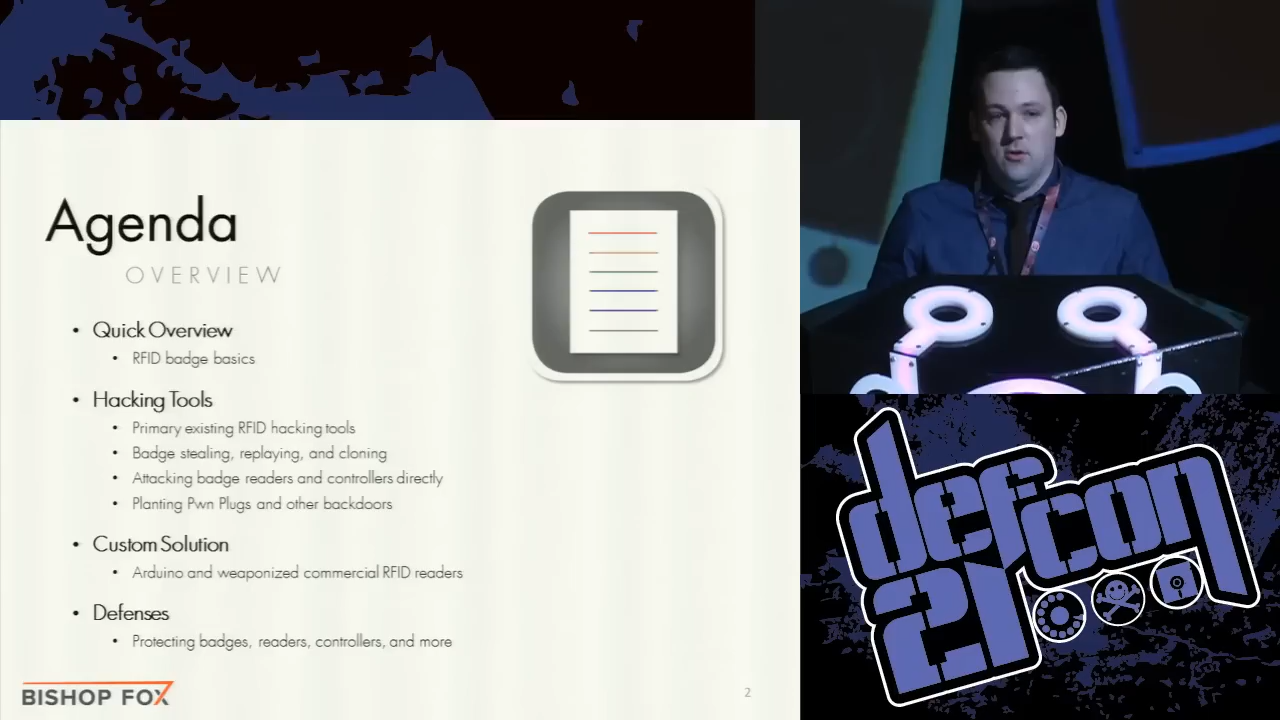 Agenda
OVERVIEW
• Quick Overview
• RFID badge basics
• Hacking Tools
• Primary existing RFID hacking tools
• Badge stealing, replaying, and cloning
• Attacking badge readers and controllers directly
• Planting Pwn Plugs and other backdoors
• Custom Solution
• Arduino and weaponized commercial RFID readers
• Defenses
• Protecting badges, readers, controllers, and more
BISHOP FOX
2
defcon
21